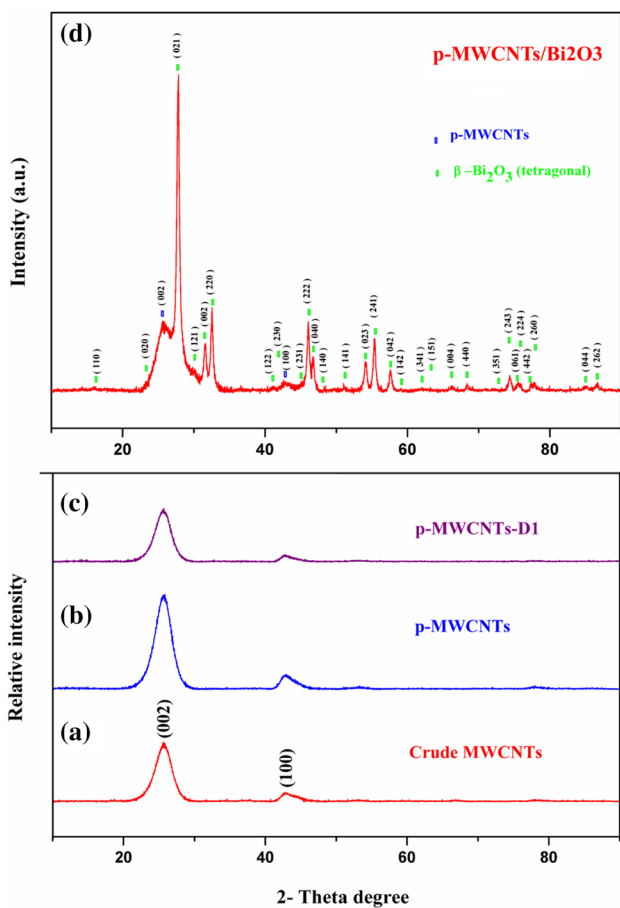 (d)
p-MWCNTs/Bi2O3
p-MWCNTs
β-Bi2O3 (tetragonal)
Intensity (a.u.)
( 110 )
( 020 )
( 002 )
( 021 )
( 121 )
( 002 )
( 220 )
( 122 )
( 230 )
( 100 )
( 231 )
( 222 )
( 040 )
( 140 )
( 141 )
( 023 )
( 241 )
( 042 )
( 142 )
( 341 )
( 151 )
( 004 )
( 440 )
( 351 )
( 243 )
( 061 )
( 224 )
( 442 )
( 260 )
( 044 )
( 262 )
20 40 60 80
(c)
p-MWCNTs-D1
(b)
p-MWCNTs
(a)
(002)
(100)
Crude MWCNTs
Relative intensity
20 40 60 80
2- Theta degree